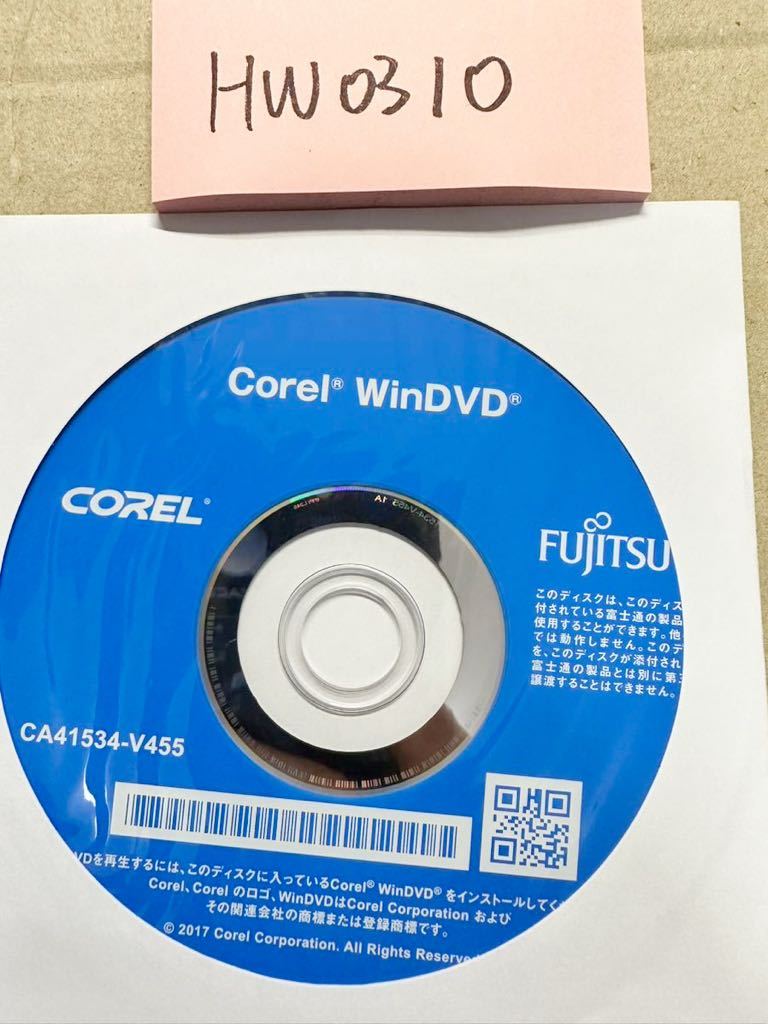 HW0310
Corel® WinDVD®
COREL®
FUJITSU
このディスクは、このディス
付されている富士通の製品
使用することができます。他
では動作しません。このデ
を、このディスクが添付され
富士通の製品とは別に第三
譲渡することはできません。
CA41534-V455
VDを再生するには、このディスクに入っているCorel® WinDVD® をインストールしてく
Corel、Corel のロゴ、WinDVDはCorel Corporation および
その関連会社の商標または登録商標です。
© 2017 Corel Corporation. All Rights Reserved